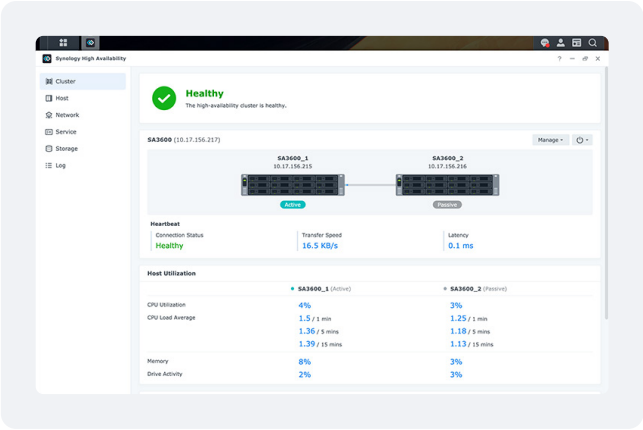 Synology High Availability
Cluster
Host
Network
Service
Storage
Log
Healthy
The high-availability cluster is healthy.
SA3600 (10.17.156.217)
Manage
SA3600_1
10.17.156.215
Active
SA3600_2
10.17.156.216
Passive
Heartbeat
Connection Status
Healthy
Transfer Speed
16.5 KB/s
Latency
0.1 ms
Host Utilization
SA3600_1 (Active) SA3600_2 (Passive)
CPU Utilization 4% 3%
CPU Load Average 1.5 / 1 min 1.25 / 1 min
1.36 / 5 mins 1.18 / 5 mins
1.39 / 15 mins 1.13 / 15 mins
Memory 8% 3%
Drive Activity 2% 3%